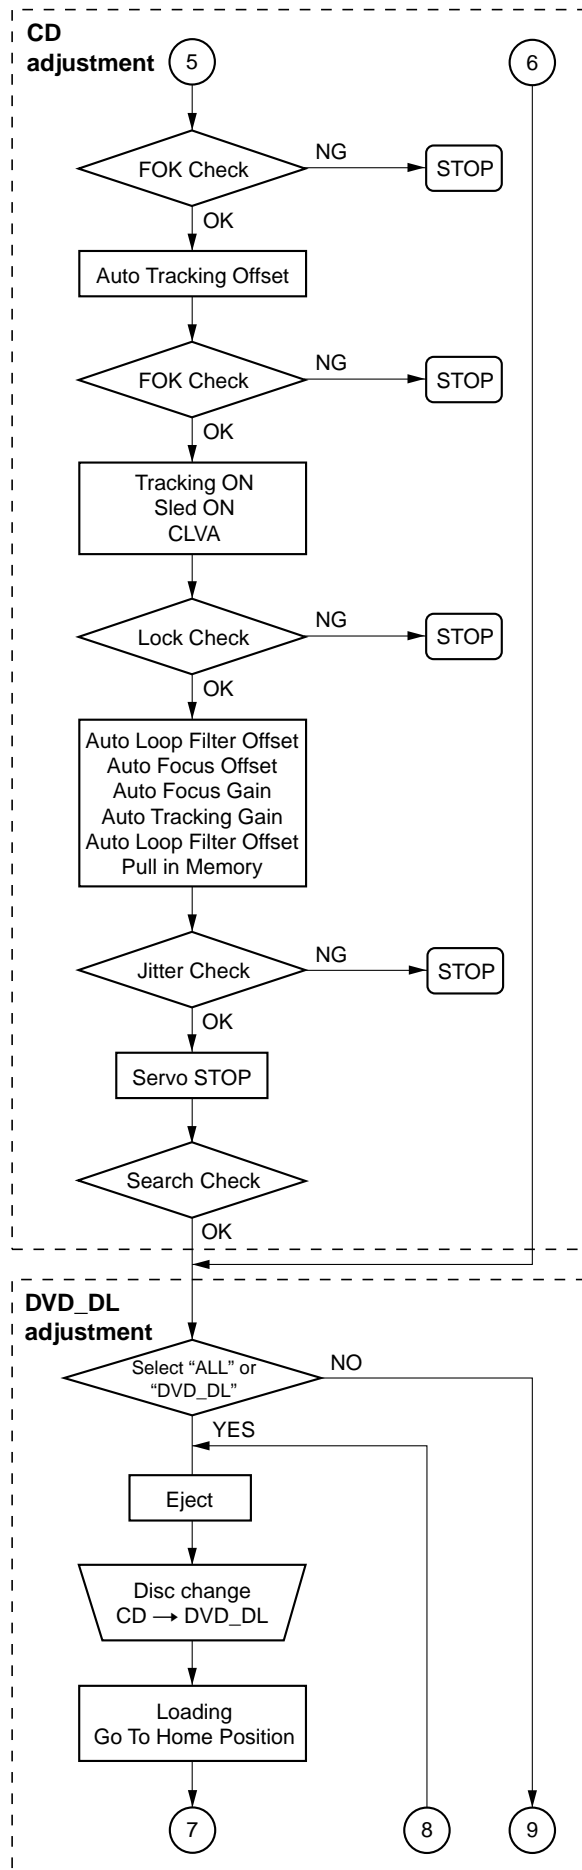 CD
adjustment
5
6
FOK Check
NG
STOP
OK
Auto Tracking Offset
FOK Check
NG
STOP
OK
Tracking ON
Sled ON
CLVA
Lock Check
NG
STOP
OK
Auto Loop Filter Offset
Auto Focus Offset
Auto Focus Gain
Auto Tracking Gain
Auto Loop Filter Offset
Pull in Memory
Jitter Check
NG
STOP
OK
Servo STOP
Search Check
OK
DVD_DL
adjustment
Select “ALL” or
“DVD_DL”
NO
YES
Eject
Disc change
CD → DVD_DL
Loading
Go To Home Position
7
8
9